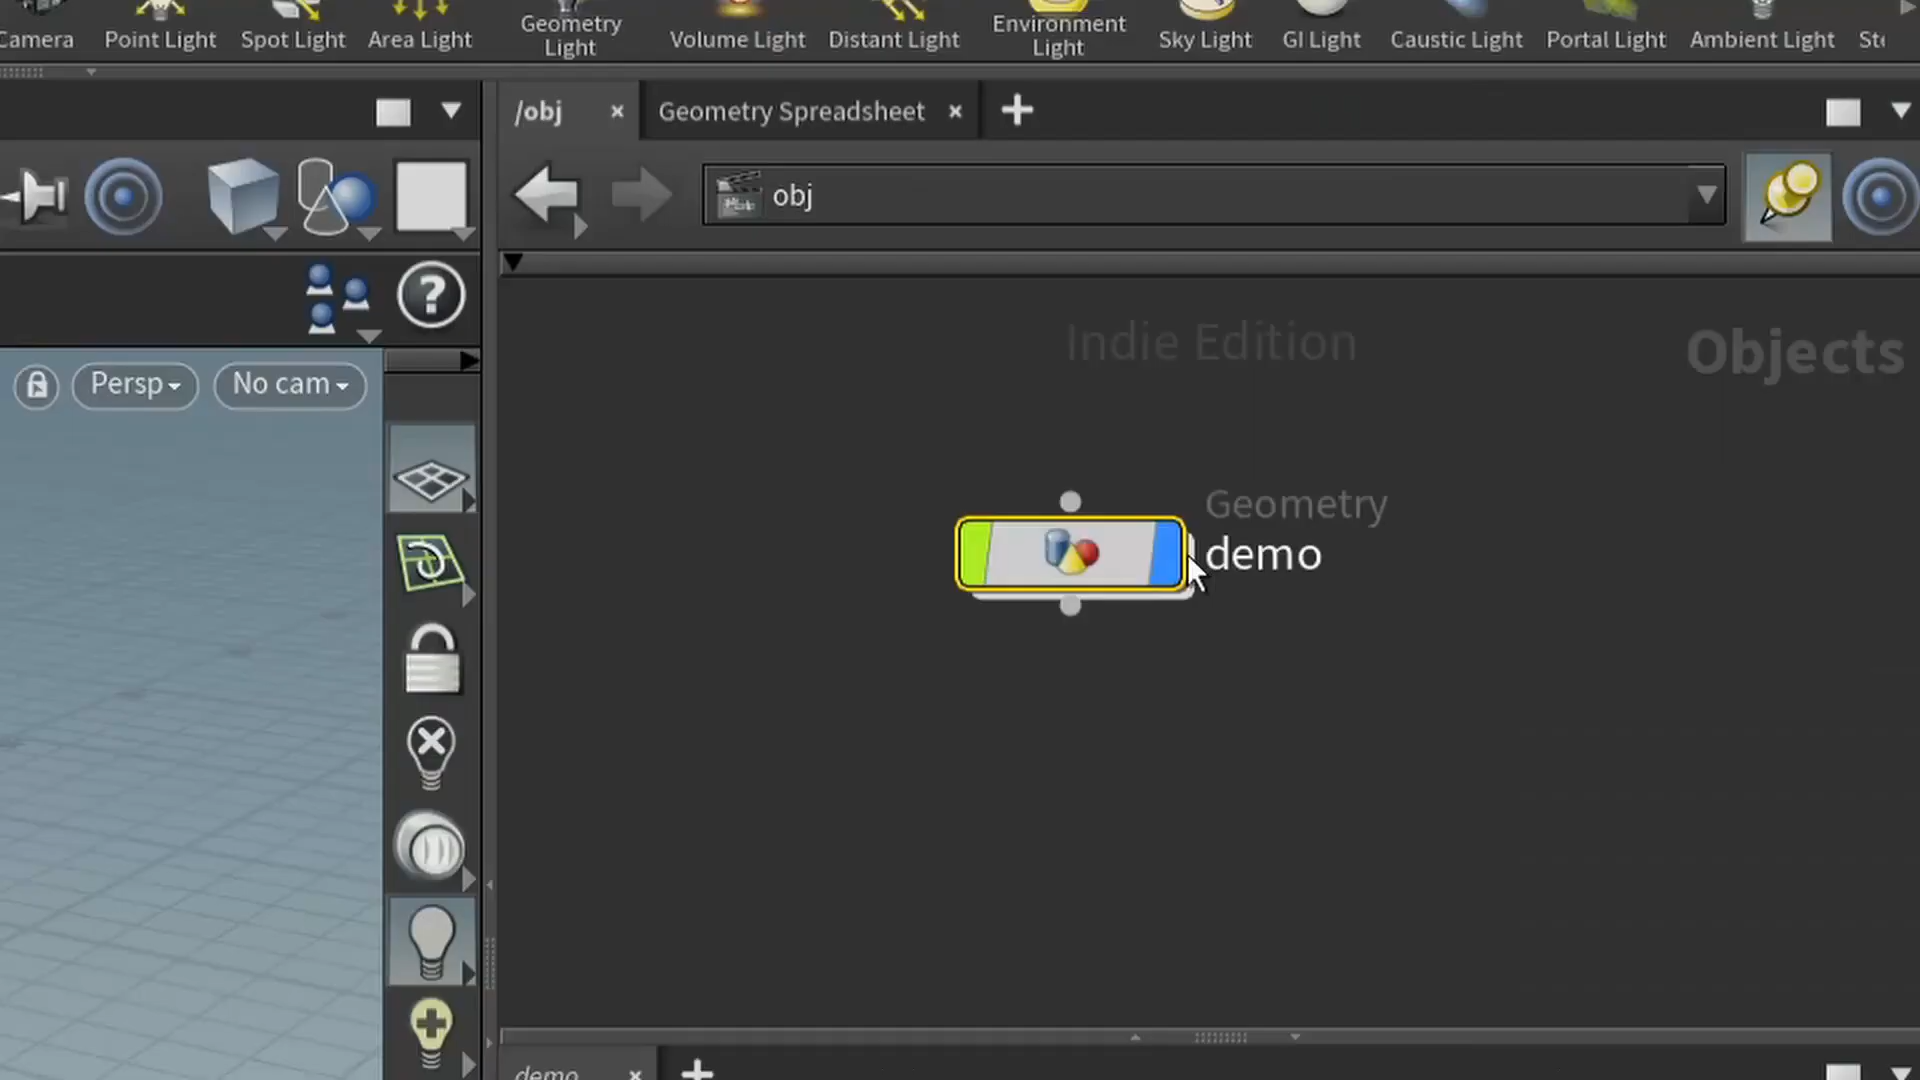 Camera
Point Light
Spot Light
Area Light
Geometry
Light
Volume Light
Distant Light
Environment
Light
Sky Light
GI Light
Caustic Light
Portal Light
Ambient Light
/obj
Geometry Spreadsheet
obj
Indie Edition
Objects
Persp
No cam
Geometry
demo
demo